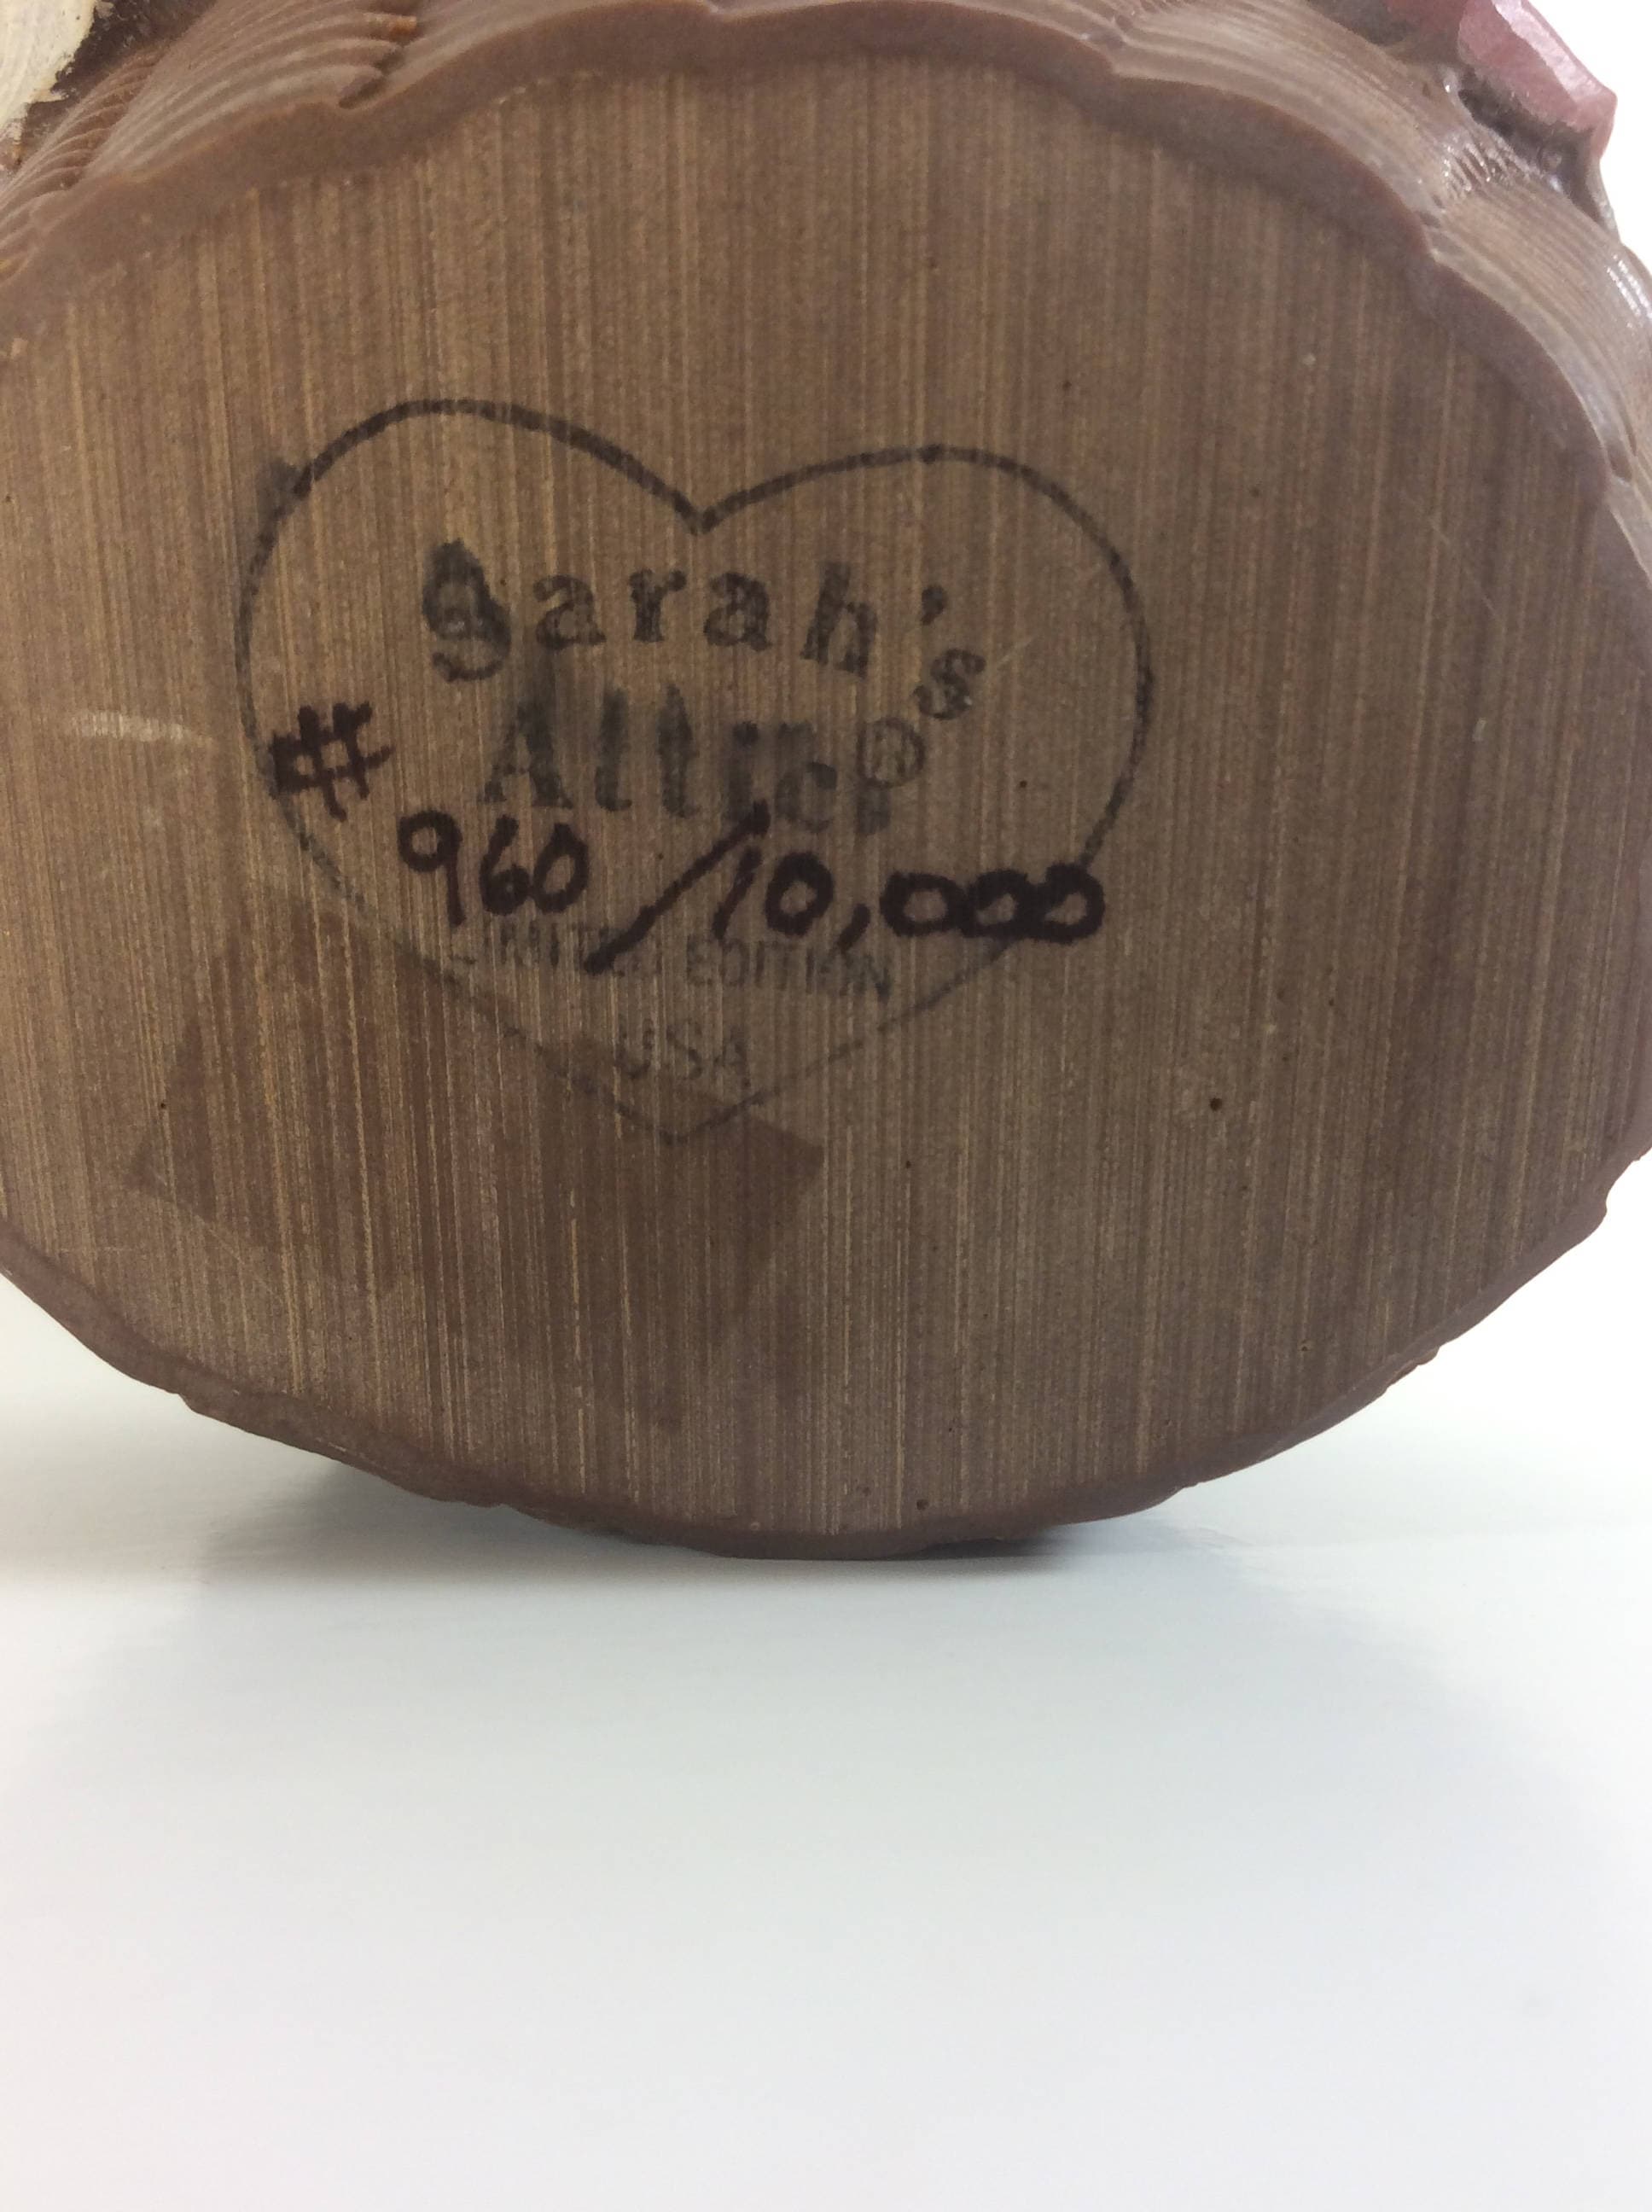 Sarah's
Attic®
# 960/10,000
LIMITED EDITION
USA